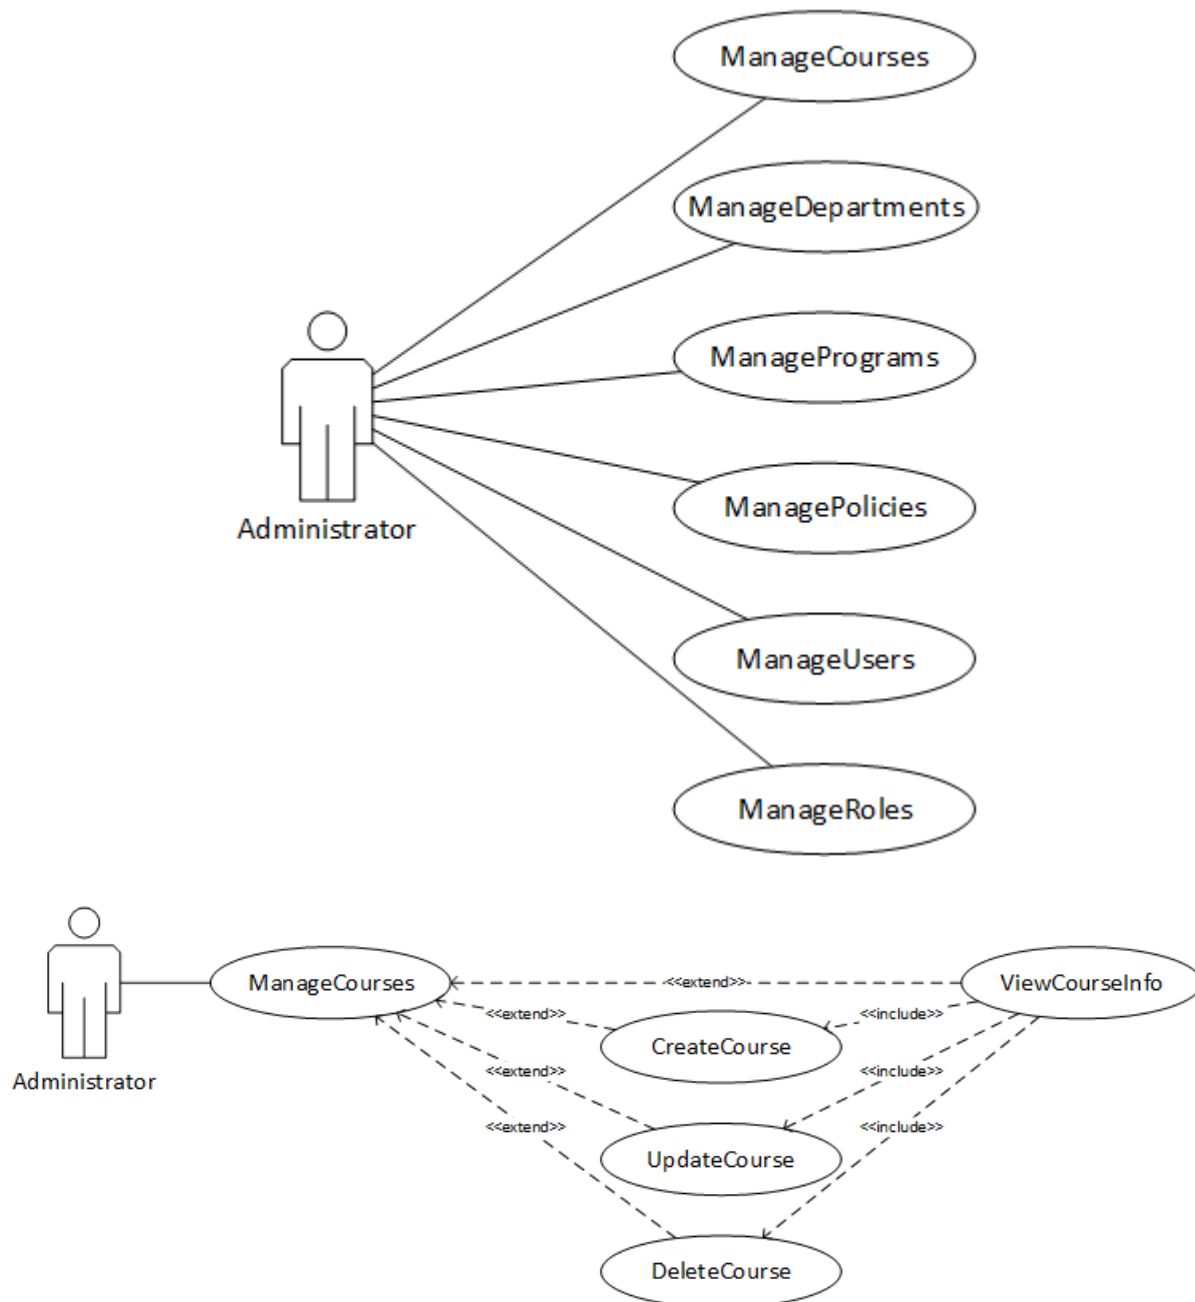 ManageCourses
ManageDepartments
ManagePrograms
ManagePolicies
Administrator
ManageUsers
ManageRoles
ManageCourses
<<extend>>
ViewCourseInfo
<<extend>>
<<include>>
CreateCourse
Administrator
<<extend>>
<<include>>
<<extend>>
<<include>>
UpdateCourse
DeleteCourse